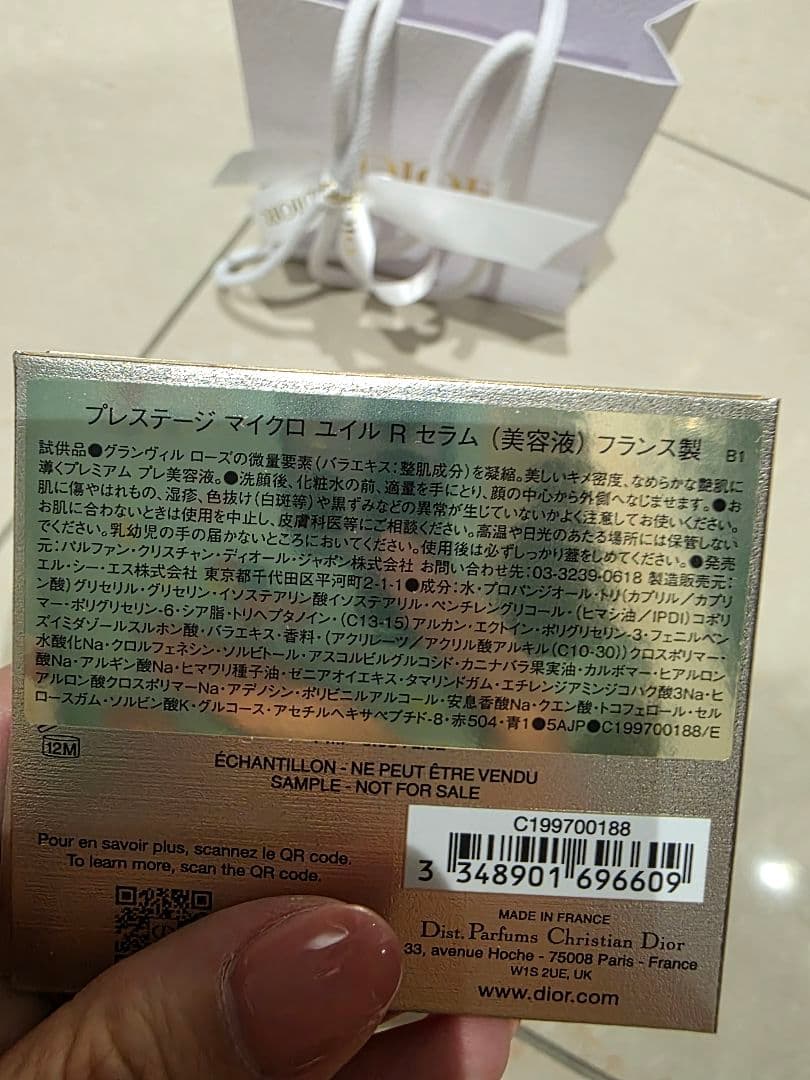 DIOR
プレステージ マイクロ ユイル R セラム (美容液) フランス製 B1
試供品●グランヴィル ローズの微量要素(バラエキス:整肌成分)を凝縮。美しいキメ密度、なめらかな艶肌に
導くプレミアム プレ美容液。●洗顔後、化粧水の前、適量を手にとり、顔の中心から外側へなじませます。●お
肌に傷やはれもの、湿疹、色抜け(白斑等)や黒ずみなどの異常が生じていないかよく注意してお使いください。
お肌に合わないときは使用を中止し、皮膚科医等にご相談ください。高温や日光のあたる場所には保管しない
でください。乳幼児の手の届かないところにおいてください。使用後は必ずしっかり蓋をしめてください。●発売
元:パルファン・クリスチャン・ディオール・ジャポン株式会社 お問い合わせ先:03-3239-0618 製造販売元:
エル・シー・エス株式会社 東京都千代田区平河町2-1-1●成分:水・プロパンジオール・トリ(カプリル/カプリ
ン酸)グリセリル・グリセリン・イソステアリン酸イソステアリル・ペンチレングリコール・(ヒマシ油/IPDI)コポリ
マー・ポリグリセリン-6・シア脂・トリヘプタノイン・(C13-15)アルカン・エクトイン・ポリグリセリン-3・フェニルベン
ズイミダゾールスルホン酸・バラエキス・香料・(アクリレーツ/アクリル酸アルキル(C10-30))クロスポリマー・
水酸化Na・クロルフェネシン・ソルビトール・アスコルビルグルコシド・カニナバラ果実油・カルボマー・ヒアルロン
酸Na・アルギン酸Na・ヒマワリ種子油・ゼニアオイエキス・タマリンドガム・エチレンジアミンジコハク酸3Na・ヒ
アルロン酸クロスポリマーNa・アデノシン・ポリビニルアルコール・安息香酸Na・クエン酸・トコフェロール・セル
ロースガム・ソルビン酸K・グルコース・アセチルヘキサペプチド-8・赤504・青1●5AJP●C199700188/E
12M
ÉCHANTILLON - NE PEUT ÊTRE VENDU
SAMPLE - NOT FOR SALE
C199700188
3 348901 696609
Pour en savoir plus, scannez le QR code.
To learn more, scan the QR code.
MADE IN FRANCE
Dist. Parfums Christian Dior
33, avenue Hoche - 75008 Paris - France
W1S 2UE, UK
www.dior.com